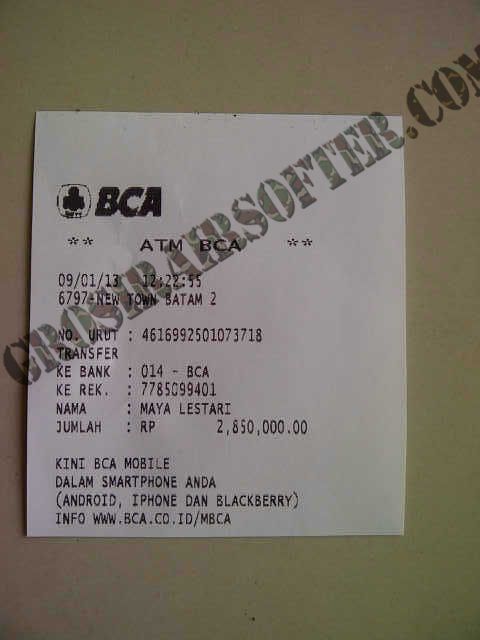 BCA
** ATM BCA **
09/01/13 12:22:55
6797-NEW TOWN BATAM 2
NO. URUT : 4616992501073718
TRANSFER
KE BANK : 014 - BCA
KE REK. : 7785099401
NAMA : MAYA LESTARI
JUMLAH : RP 2,850,000.00
KINI BCA MOBILE
DALAM SMARTPHONE ANDA
(ANDROID, IPHONE DAN BLACKBERRY)
INFO WWW.BCA.CO.ID/MBCA
GROSIRAIRSOFTER.COM